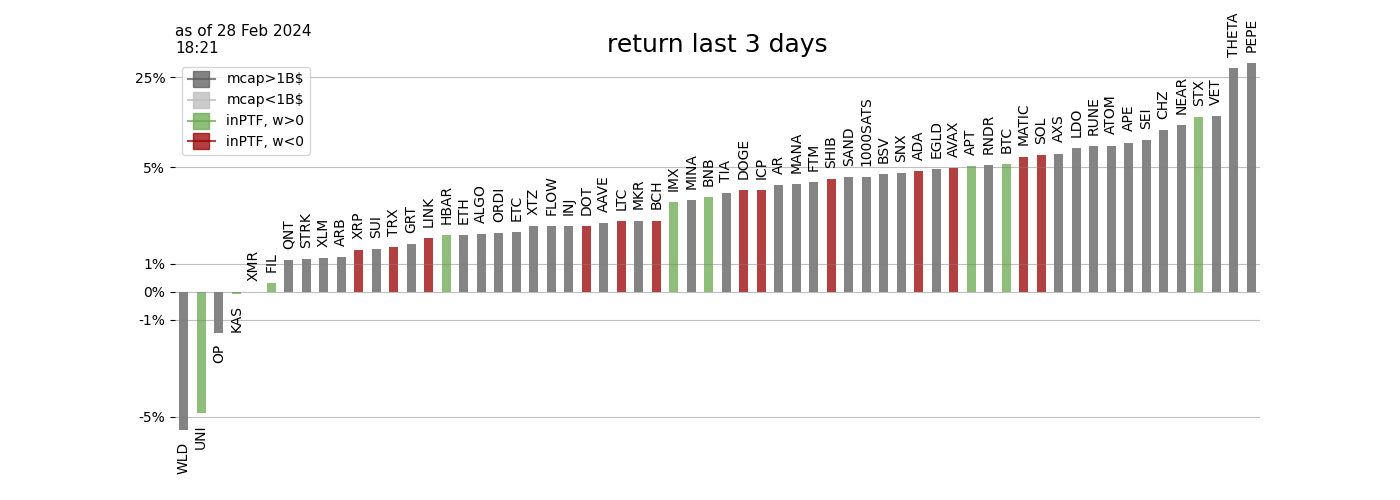 as of 28 Feb 2024
18:21
return last 3 days
mcap>1B$
mcap<1B$
inPTF, w>0
inPTF, w<0
25%
5%
1%
0%
-1%
-5%
WLD
UNI
OP
KAS
XMR
FIL
QNT
STRK
XLM
ARB
XRP
SUI
TRX
GRT
LINK
HBAR
ETH
ALGO
ORDI
ETC
XTZ
FLOW
INJ
DOT
AAVE
LTC
MKR
BCH
IMX
MINA
BNB
TIA
DOGE
ICP
AR
MANA
FTM
SHIB
SAND
1000SATS
BSV
SNX
ADA
EGLD
AVAX
APT
RNDR
BTC
MATIC
SOL
AXS
LDO
RUNE
ATOM
APE
SEI
CHZ
NEAR
STX
VET
THETA
PEPE